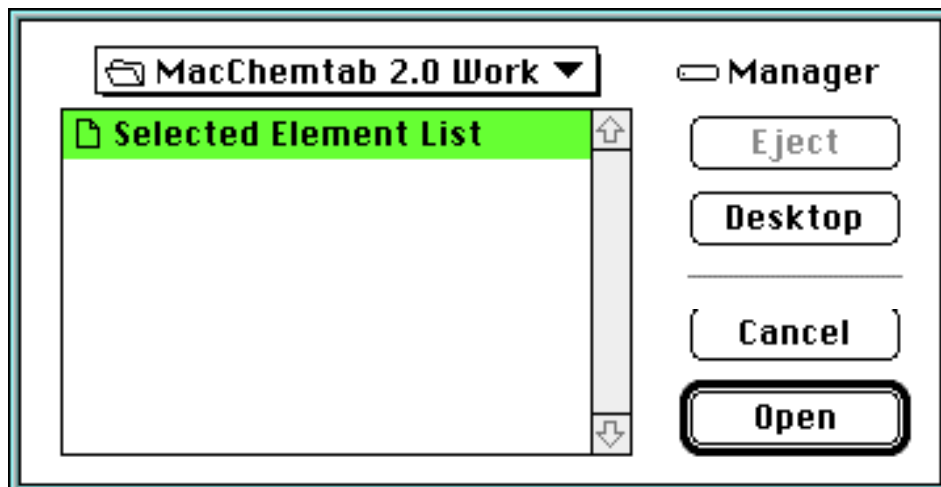 MacChemtab 2.0 Work
Manager
Selected Element List
Eject
Desktop
Cancel
Open